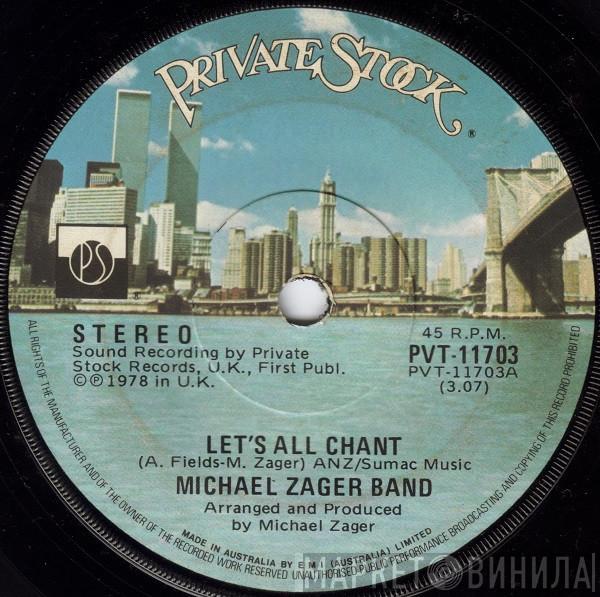 PRIVATE STOCK®
PS
STEREO
Sound Recording by Private
Stock Records, U.K., First Publ.
©℗1978 in U.K.
45 R.P.M.
PVT-11703
PVT-11703A
(3.07)
LET'S ALL CHANT
(A. Fields-M. Zager) ANZ/Sumac Music
MICHAEL ZAGER BAND
Arranged and Produced
by Michael Zager
MADE IN AUSTRALIA BY E M I (AUSTRALIA) LIMITED
ALL RIGHTS OF THE MANUFACTURER AND OF THE OWNER OF THE RECORDED WORK RESERVED UNAUTHORISED PUBLIC PERFORMANCE BROADCASTING AND COPYING OF THIS RECORD PROHIBITED
МАРКЕТ ВИНИЛА